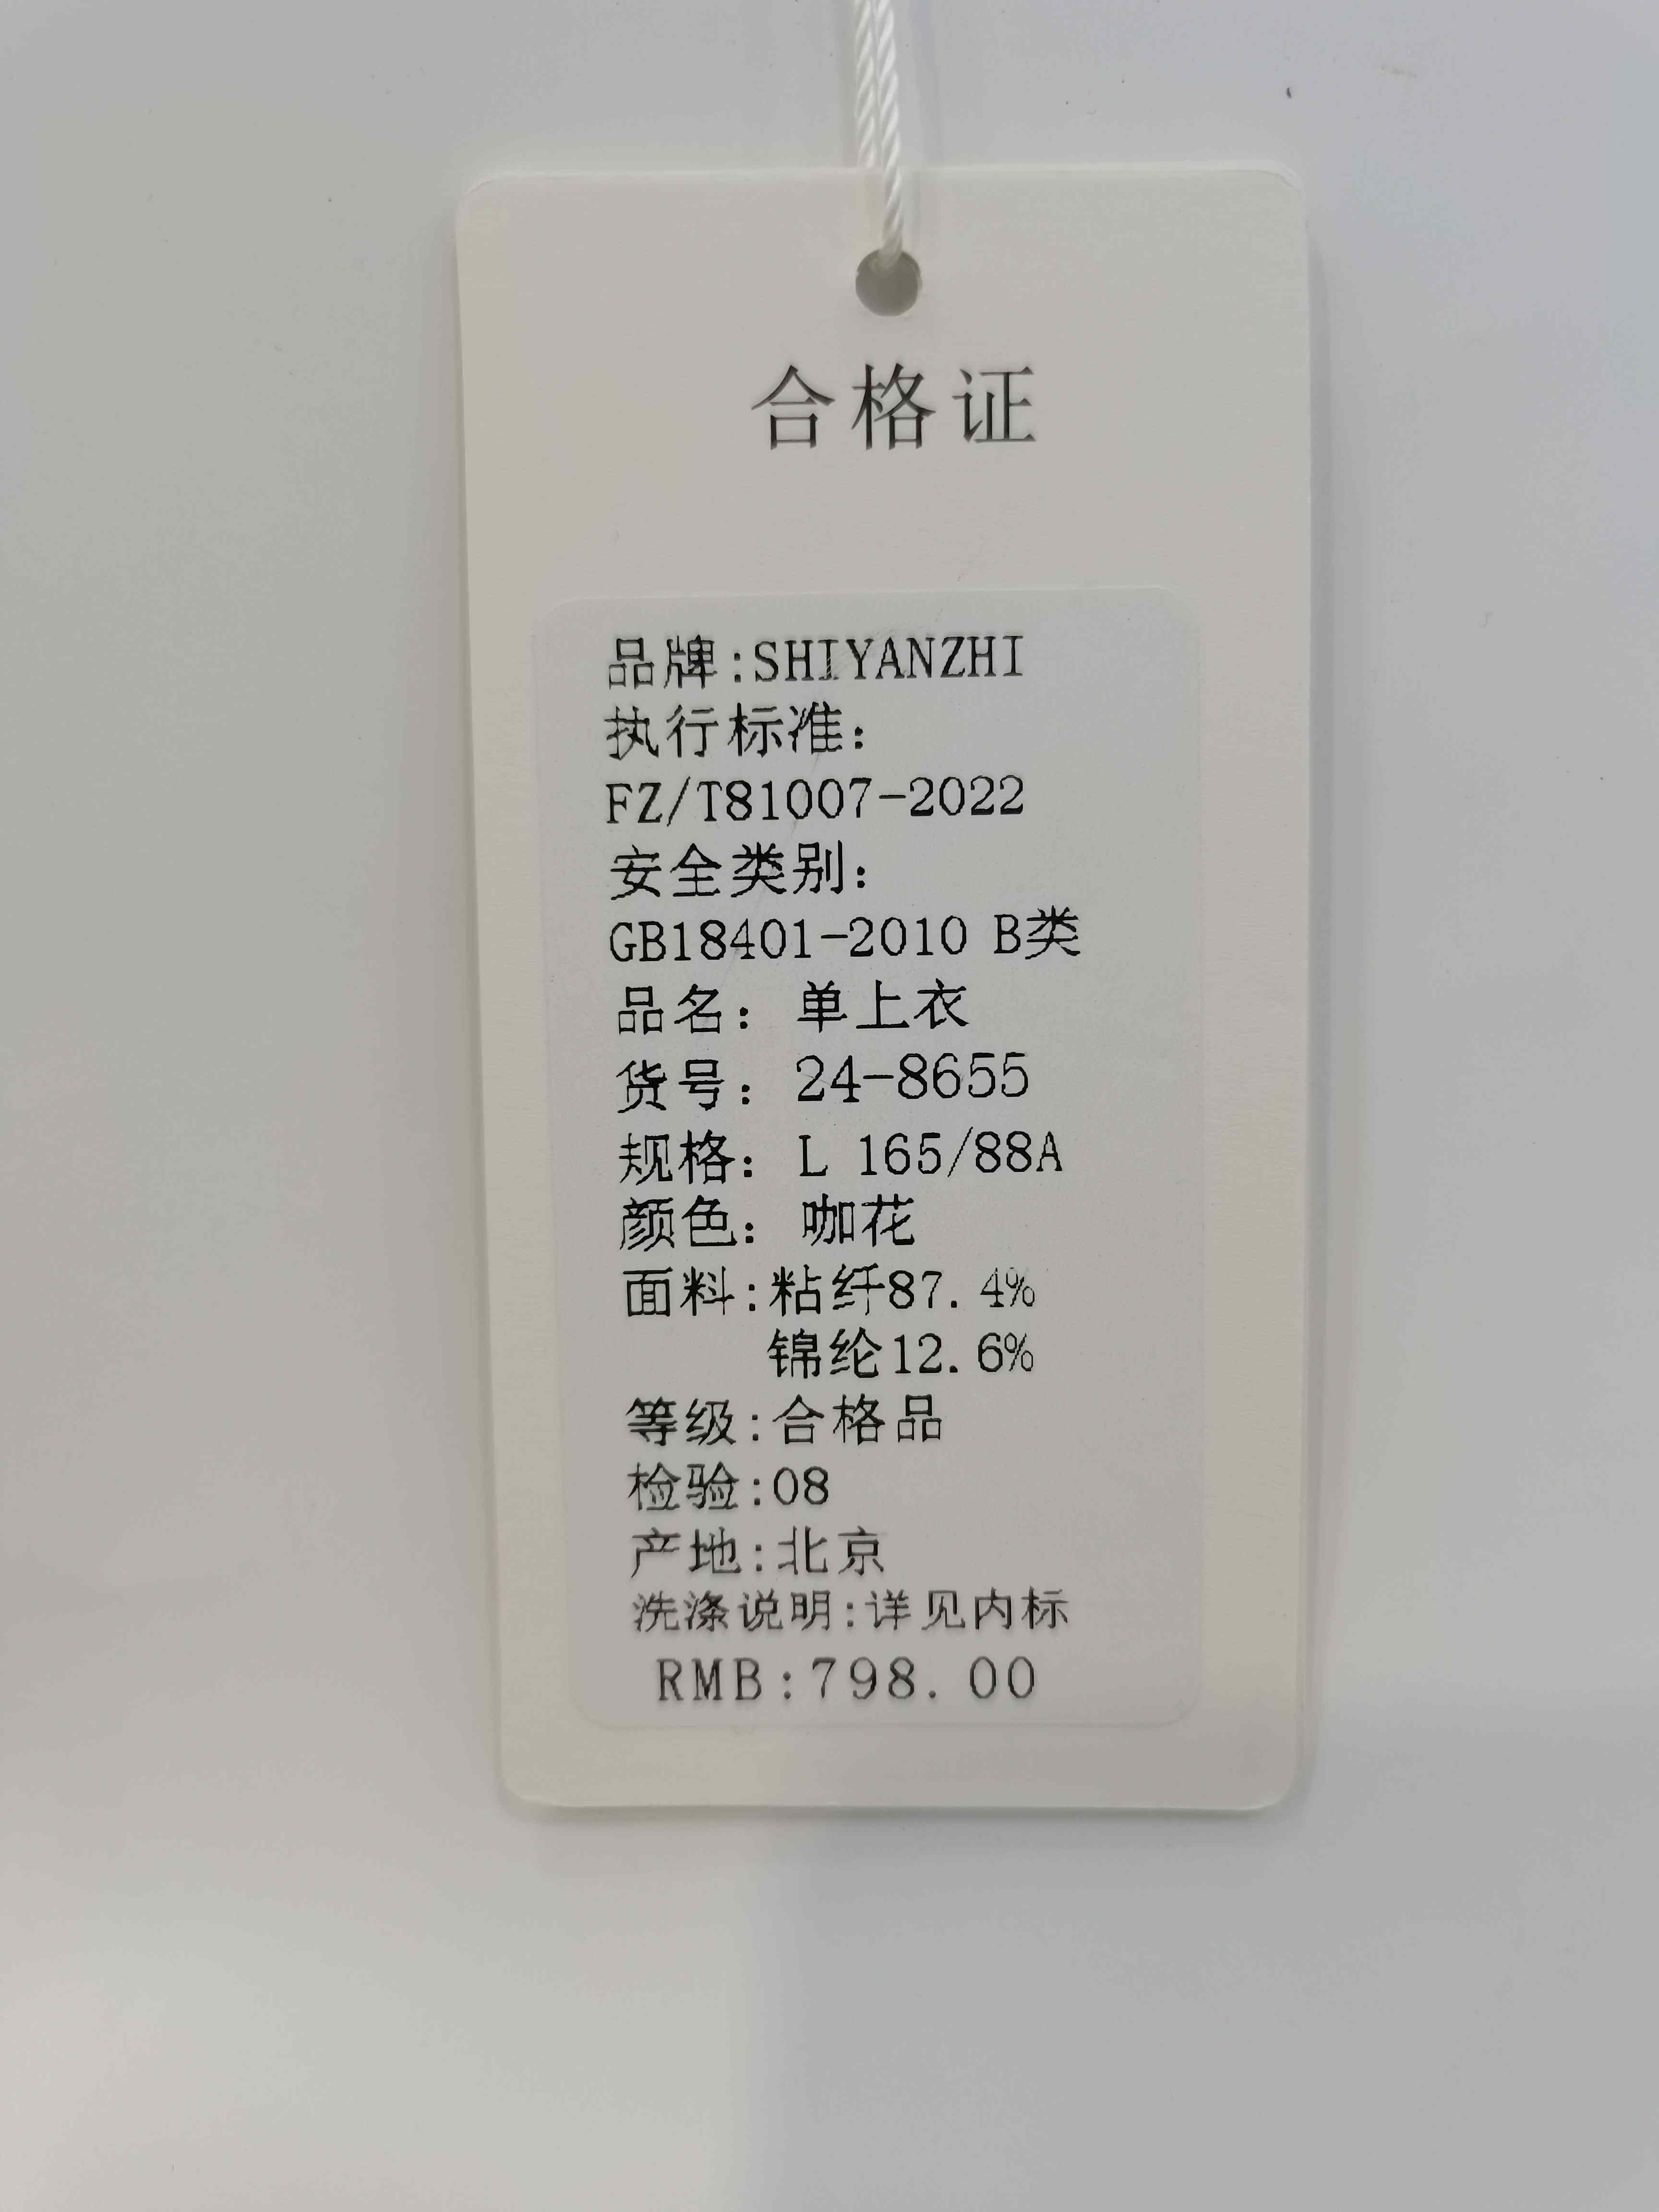 合格证
品牌:SHIYANZHI
执行标准:
FZ/T81007-2022
安全类别:
GB18401-2010 B类
品名: 单上衣
货号: 24-8655
规格: L 165/88A
颜色: 咖花
面料:粘纤87.4%
锦纶12.6%
等级:合格品
检验:08
产地:北京
洗涤说明:详见内标
RMB:798.00